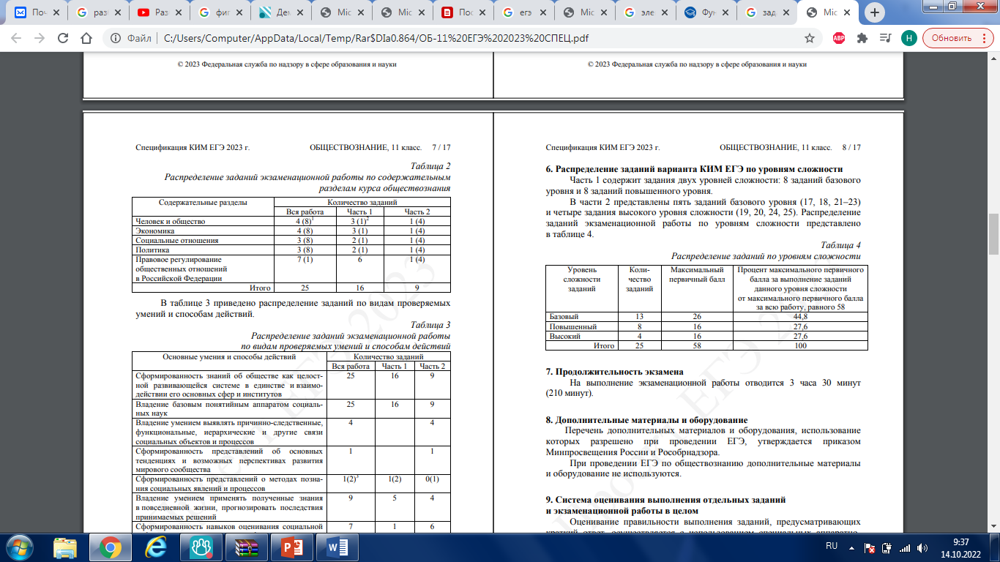 Поч
раз
Раз
фиг
Дем
Mic
Mic
Пос
егэ
Mic
эле
Фун
зад
Mic
Файл
C:/Users/Computer/AppData/Local/Temp/Rar$DIa0.864/ОБ-11%20ЕГЭ%202023%20СПЕЦ.pdf
ABP
Н
Обновить
© 2023 Федеральная служба по надзору в сфере образования и науки
© 2023 Федеральная служба по надзору в сфере образования и науки
Спецификация КИМ ЕГЭ 2023 г. ОБЩЕСТВОЗНАНИЕ, 11 класс. 7 / 17
Таблица 2
Распределение заданий экзаменационной работы по содержательным
разделам курса обществознания
Содержательные разделы Количество заданий
Вся работа Часть 1 Часть 2
Человек и общество 4 (8)1 3 (1)2 1 (4)
Экономика 4 (8) 3 (1) 1 (4)
Социальные отношения 3 (8) 2 (1) 1 (4)
Политика 3 (8) 2 (1) 1 (4)
Правовое регулирование 7 (1) 6 1 (4)
общественных отношений
в Российской Федерации
Итого 25 16 9
В таблице 3 приведено распределение заданий по видам проверяемых
умений и способам действий.
Таблица 3
Распределение заданий экзаменационной работы
по видам проверяемых умений и способам действий
Основные умения и способы действий Количество заданий
Вся работа Часть 1 Часть 2
Сформированность знаний об обществе как целост- 25 16 9
ной развивающейся системе в единстве и взаимо-
действии его основных сфер и институтов
Владение базовым понятийным аппаратом социаль- 25 16 9
ных наук
Владение умением выявлять причинно-следственные, 4 4
функциональные, иерархические и другие связи
социальных объектов и процессов
Сформированность представлений об основных 1 1
тенденциях и возможных перспективах развития
мирового сообщества
Сформированность представлений о методах позна- 1(2)3 1(2) 0(1)
ния социальных явлений и процессов
Владение умением применять полученные знания 9 5 4
в повседневной жизни, прогнозировать последствия
принимаемых решений
Сформированность навыков оценивания социальной 7 1 6
Спецификация КИМ ЕГЭ 2023 г. ОБЩЕСТВОЗНАНИЕ, 11 класс. 8 / 17
6. Распределение заданий варианта КИМ ЕГЭ по уровням сложности
Часть 1 содержит задания двух уровней сложности: 8 заданий базового
уровня и 8 заданий повышенного уровня.
В части 2 представлены пять заданий базового уровня (17, 18, 21–23)
и четыре задания высокого уровня сложности (19, 20, 24, 25). Распределение
заданий экзаменационной работы по уровням сложности представлено
в таблице 4.
Таблица 4
Распределение заданий по уровням сложности
Уровень Коли- Максимальный Процент максимального первичного
сложности чество первичный балл балла за выполнение заданий
заданий заданий данного уровня сложности
от максимального первичного балла
за всю работу, равного 58
Базовый 13 26 44,8
Повышенный 8 16 27,6
Высокий 4 16 27,6
Итого 25 58 100
7. Продолжительность экзамена
На выполнение экзаменационной работы отводится 3 часа 30 минут
(210 минут).
8. Дополнительные материалы и оборудование
Перечень дополнительных материалов и оборудования, использование
которых разрешено при проведении ЕГЭ, утверждается приказом
Минпросвещения России и Рособрнадзора.
При проведении ЕГЭ по обществознанию дополнительные материалы
и оборудование не используются.
9. Система оценивания выполнения отдельных заданий
и экзаменационной работы в целом
Оценивание правильности выполнения заданий, предусматривающих
RU
9:37
14.10.2022